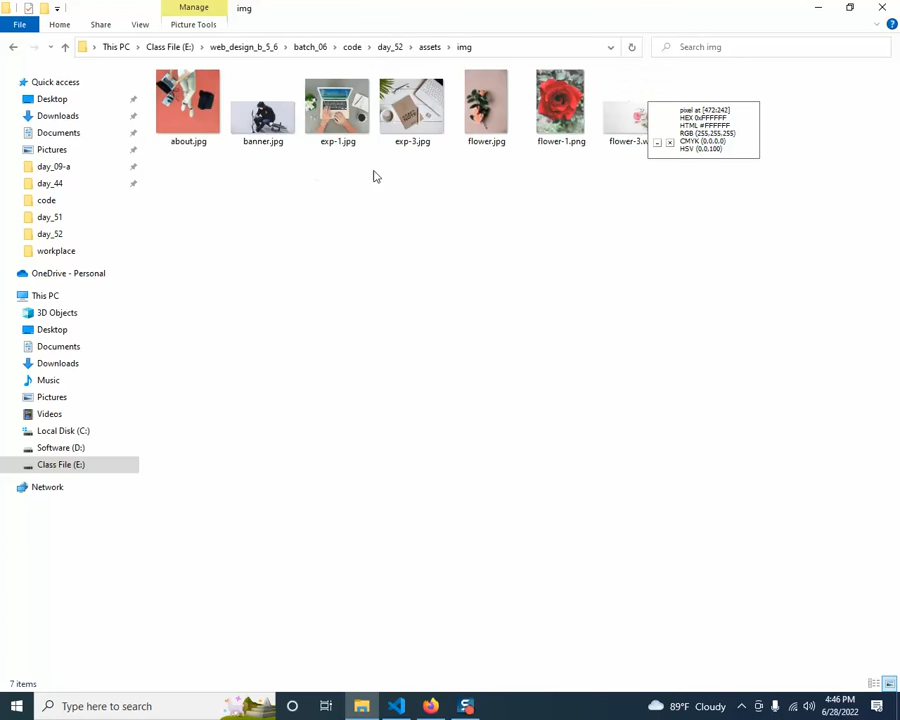 Manage
img
File
Home
Share
View
Picture Tools
This PC
Class File (E:)
web_design_b_5_6
batch_06
code
day_52
assets
img
Search img
Quick access
Desktop
Downloads
Documents
Pictures
day_09-a
day_44
code
day_51
day_52
workplace
OneDrive - Personal
This PC
3D Objects
Desktop
Documents
Downloads
Music
Pictures
Videos
Local Disk (C:)
Software (D:)
Class File (E:)
Network
about.jpg
banner.jpg
exp-1.jpg
exp-3.jpg
flower.jpg
flower-1.png
flower-3.w
pixel at [472:242]
HEX 0xFFFFFF
HTML #FFFFFF
RGB (255,255,255)
CMYK (0,0,0,0)
HSV (0,0,100)
7 items
Type here to search
89°F Cloudy
4:46 PM
6/28/2022